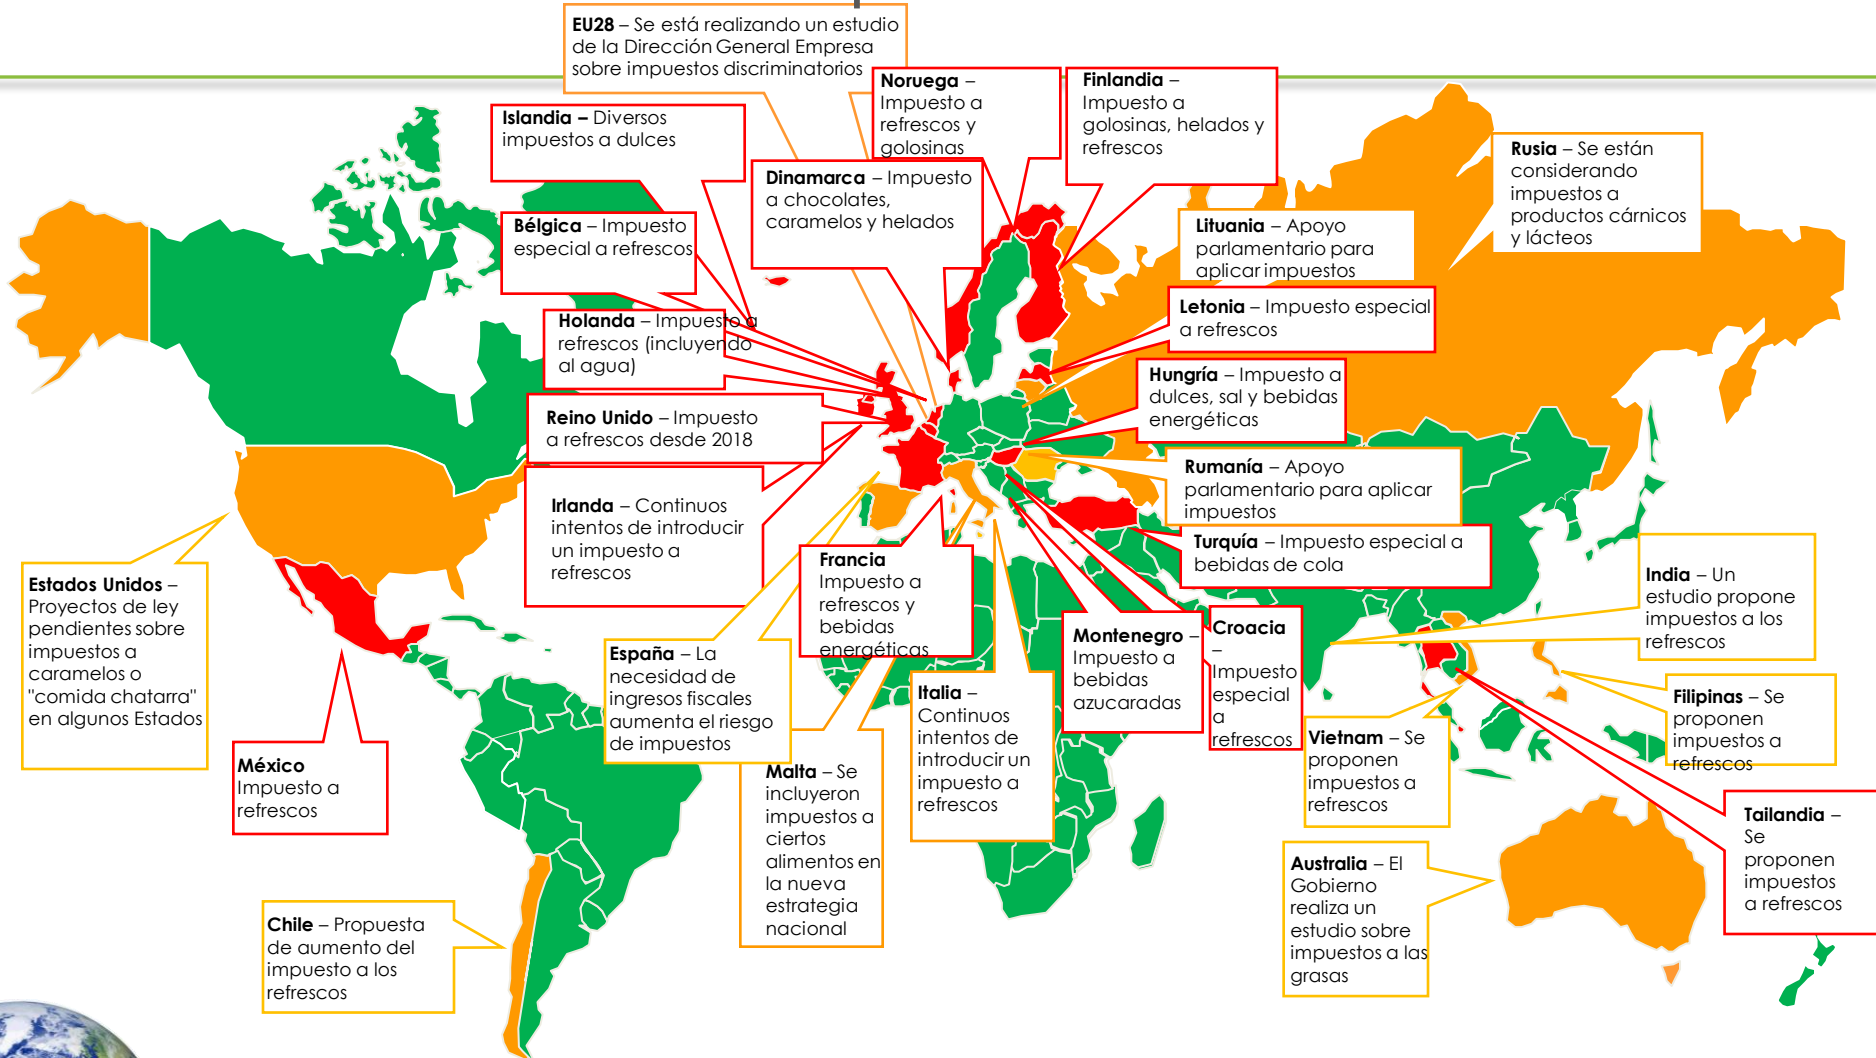 EU28 – Se está realizando un estudio
de la Dirección General Empresa
sobre impuestos discriminatorios
Noruega –
Impuesto a
refrescos y
golosinas
Finlandia –
Impuesto a
golosinas, helados y
refrescos
Islandia – Diversos
impuestos a dulces
Rusia – Se están
considerando
impuestos a
productos cárnicos
y lácteos
Dinamarca – Impuesto
a chocolates,
caramelos y helados
Bélgica – Impuesto
especial a refrescos
Lituania – Apoyo
parlamentario para
aplicar impuestos
Holanda – Impuesto a
refrescos (incluyendo
al agua)
Letonia – Impuesto especial
a refrescos
Hungría – Impuesto a
dulces, sal y bebidas
energéticas
Reino Unido – Impuesto
a refrescos desde 2018
Rumanía – Apoyo
parlamentario para aplicar
impuestos
Irlanda – Continuos
intentos de introducir
un impuesto a
refrescos
Turquía – Impuesto especial a
bebidas de cola
Francia
Impuesto a
refrescos y
bebidas
energéticas
India – Un
estudio propone
impuestos a los
refrescos
Estados Unidos –
Proyectos de ley
pendientes sobre
impuestos a
caramelos o
"comida chatarra"
en algunos Estados
España – La
necesidad de
ingresos fiscales
aumenta el riesgo
de impuestos
Montenegro –
Impuesto a
bebidas
azucaradas
Croacia
–
Impuesto
especial
a
refrescos
Italia –
Continuos
intentos de
introducir un
impuesto a
refrescos
Filipinas – Se
proponen
impuestos a
refrescos
Vietnam – Se
proponen
impuestos a
refrescos
México
Impuesto a
refrescos
Malta – Se
incluyeron
impuestos a
ciertos
alimentos en
la nueva
estrategia
nacional
Tailandia –
Se
proponen
impuestos
a refrescos
Australia – El
Gobierno
realiza un
estudio sobre
impuestos a las
grasas
Chile – Propuesta
de aumento del
impuesto a los
refrescos